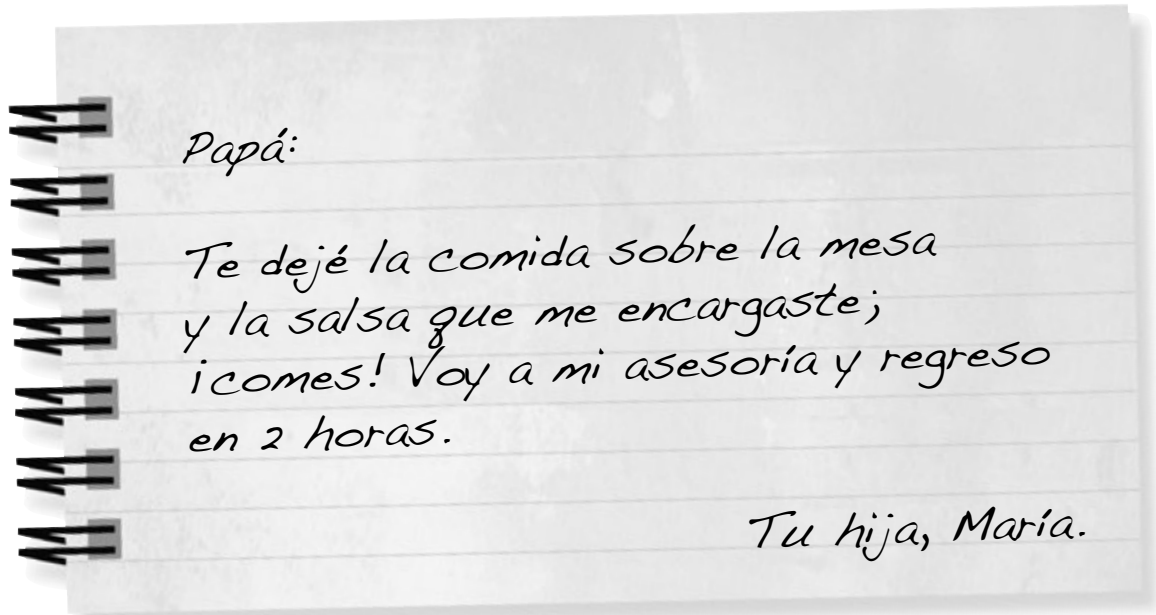 Papá:
Te dejé la comida sobre la mesa
y la salsa que me encargaste;
¡comes! Voy a mi asesoría y regreso
en 2 horas.
Tu hija, María.